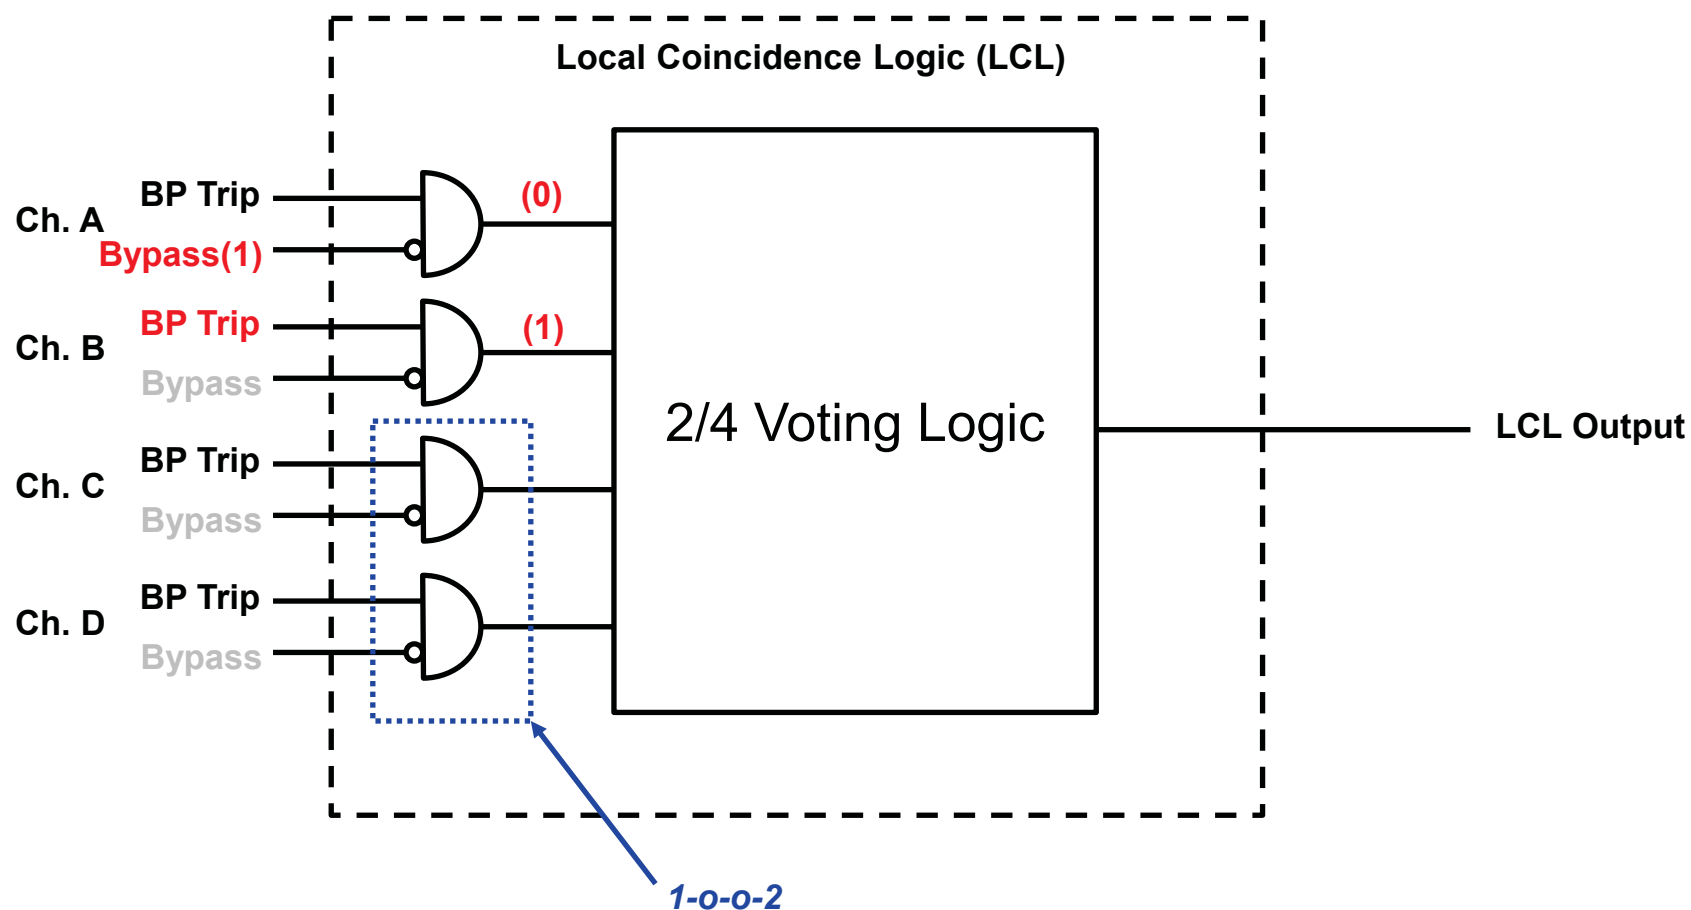 Local Coincidence Logic (LCL)
Ch. A
BP Trip
Bypass(1)
(0)
Ch. B
BP Trip
Bypass
(1)
Ch. C
BP Trip
Bypass
Ch. D
BP Trip
Bypass
2/4 Voting Logic
LCL Output
1-o-o-2